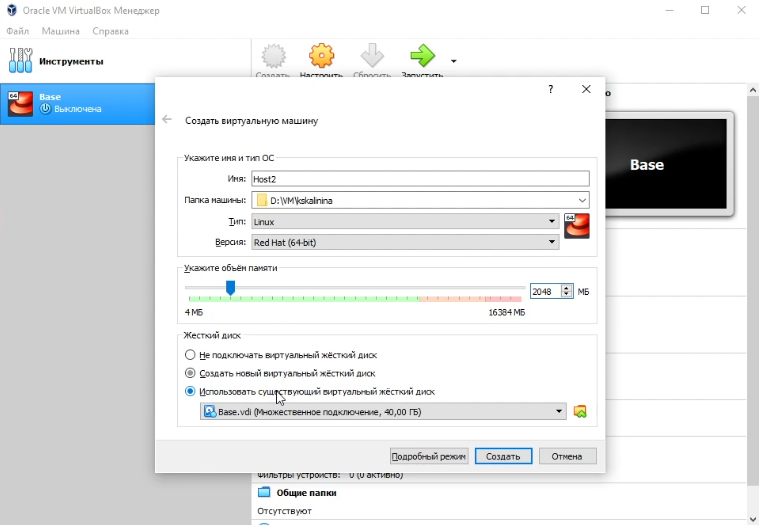 Oracle VM VirtualBox Менеджер
Файл Машина Справка
Инструменты
Создать Настроить Сбросить Запустить
64
Base
Выключена
?
Создать виртуальную машину
Укажите имя и тип ОС
Имя: Host2
Папка машины: D:\VM\kskalinina
Тип: Linux
64
Версия: Red Hat (64-bit)
Base
Укажите объём памяти
2048 МБ
4 МБ 16384 МБ
Жесткий диск
Не подключать виртуальный жёсткий диск
Создать новый виртуальный жёсткий диск
Использовать существующий виртуальный жёсткий диск
Base.vdi (Множественное подключение, 40,00 ГБ)
Подробный режим Создать Отмена
Фильтры устройств: 0 (0 активно)
Общие папки
Отсутствуют